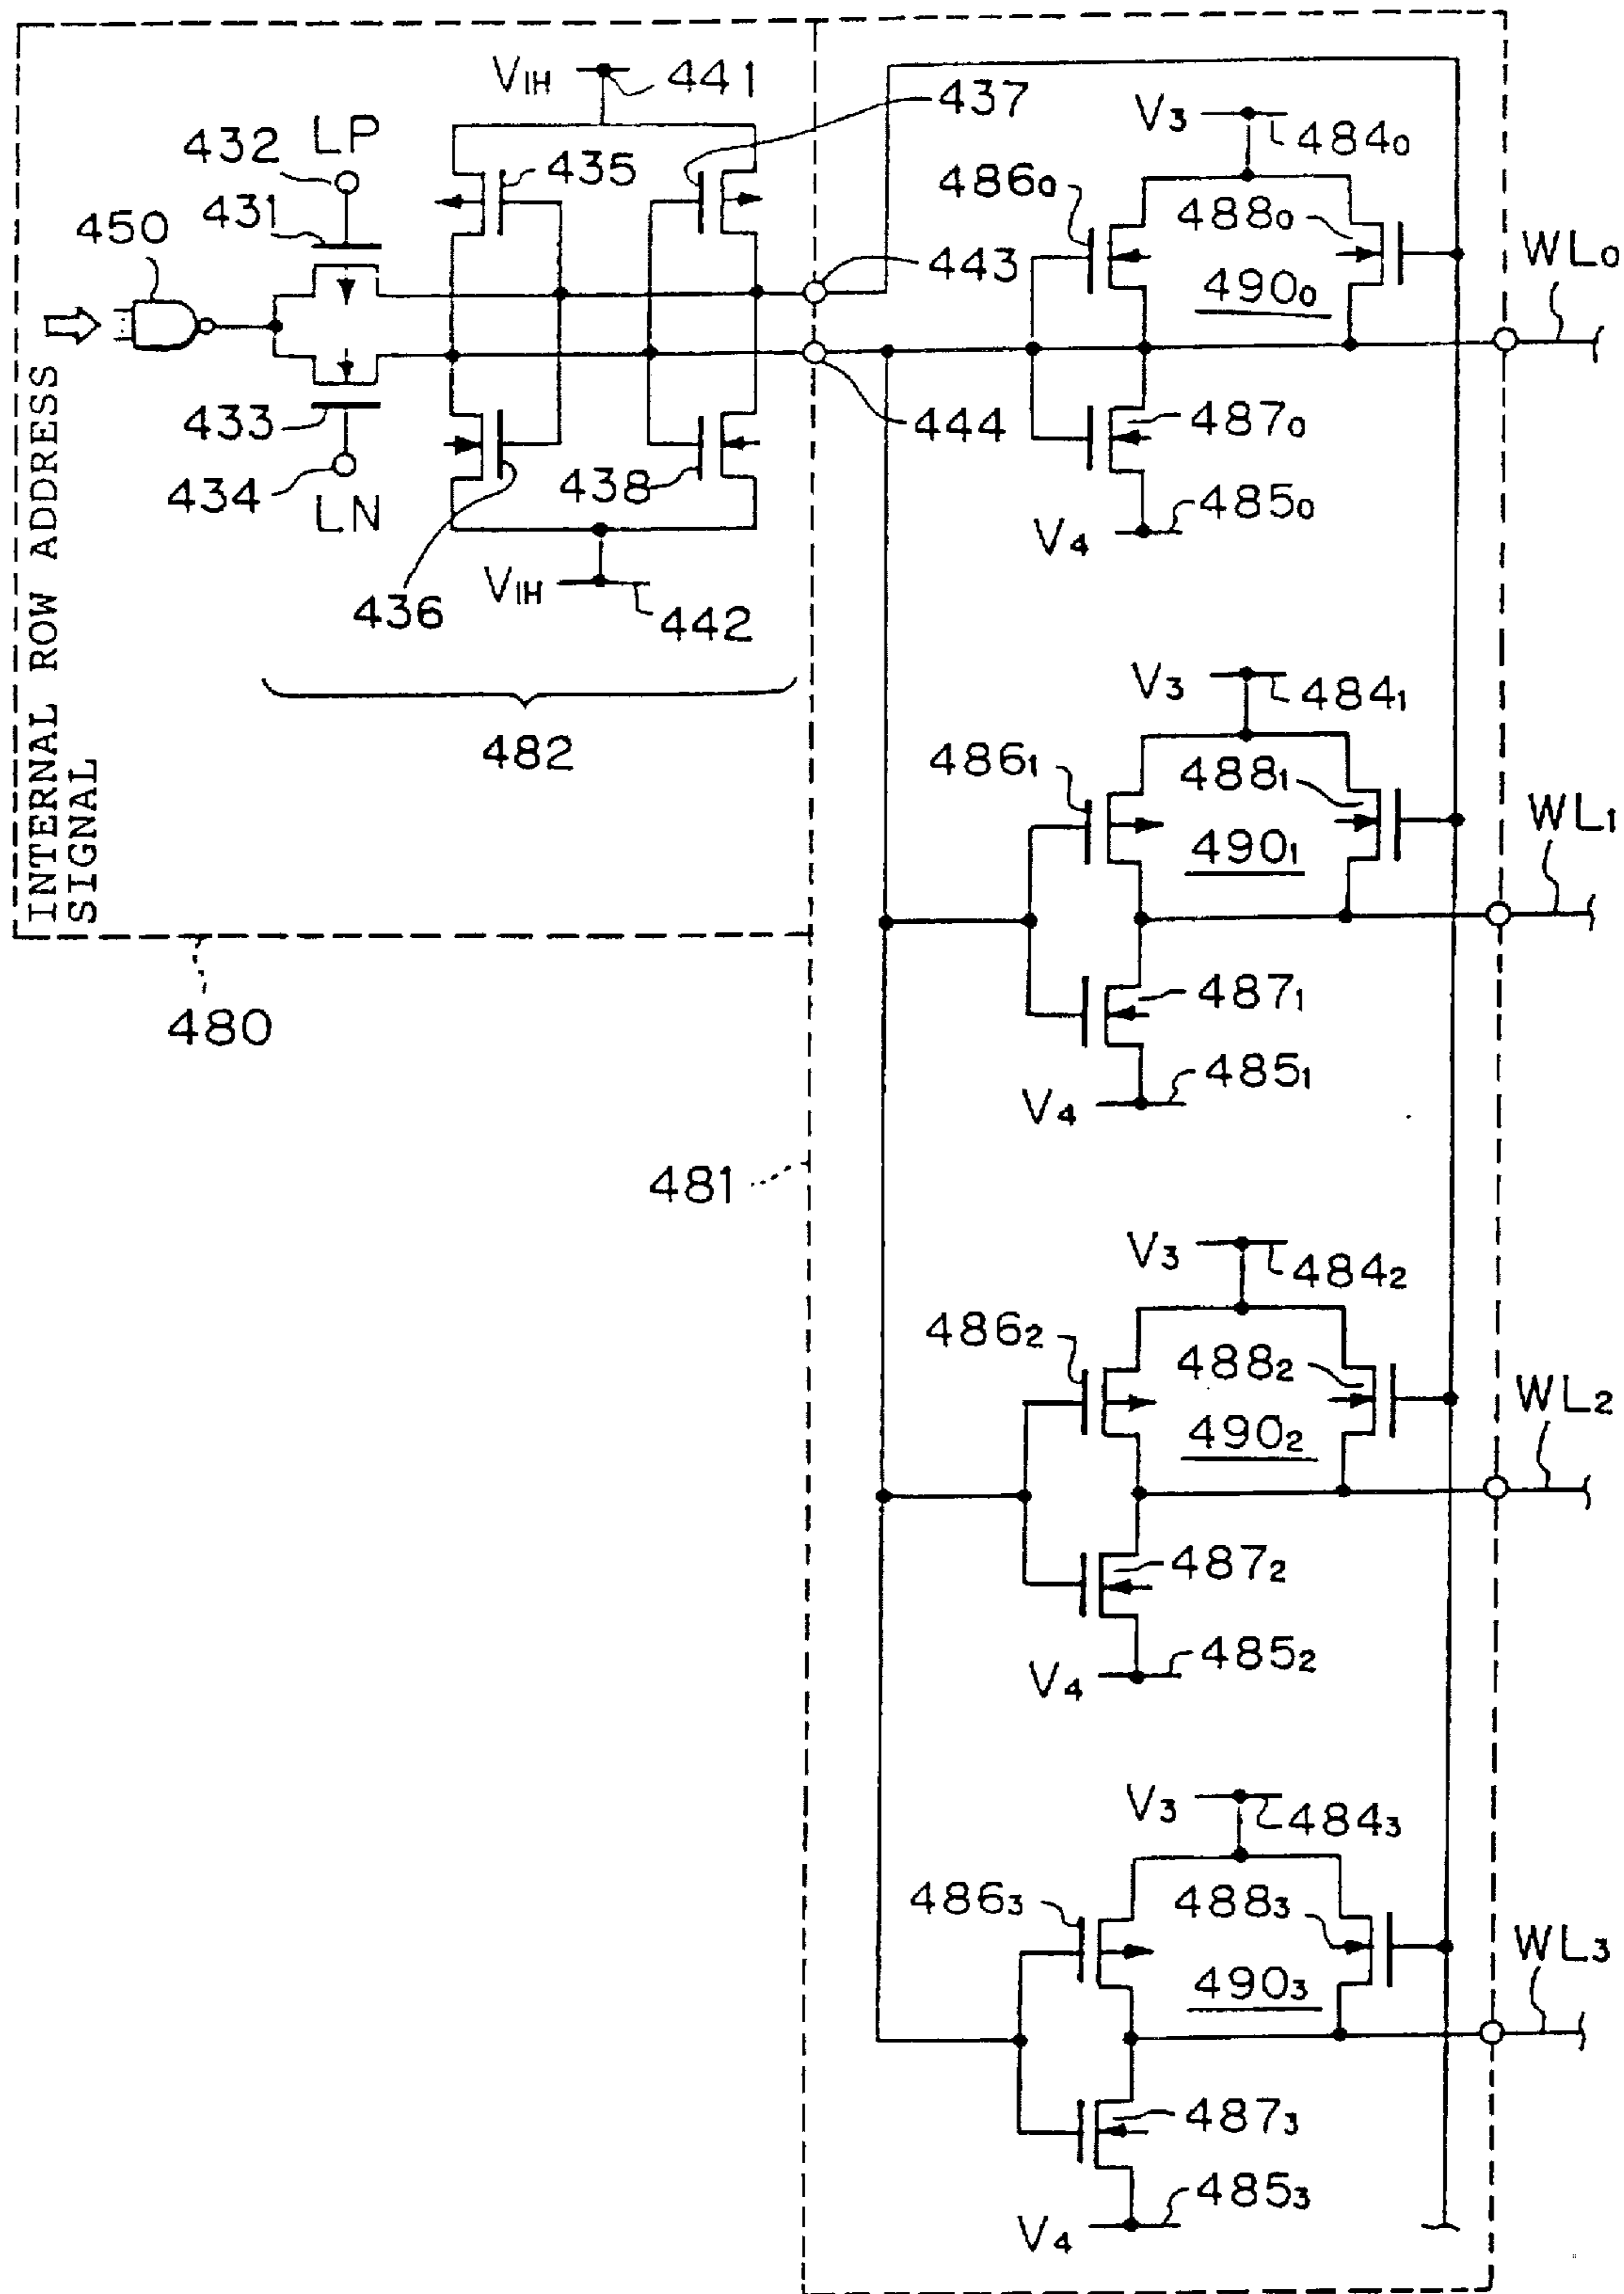 INTERNAL ROW ADDRESS
SIGNAL
450
432
LP
431
433
434
LN
VIH
441
435
437
436
438
VIH
442
482
443
444
480
481
V3
4840
4860
4880
4900
WL0
4870
4850
V4
V3
4841
4861
4881
4901
WL1
4871
4851
V4
V3
4842
4862
4882
4902
WL2
4872
4852
V4
V3
4843
4863
4883
4903
WL3
4873
4853
V4